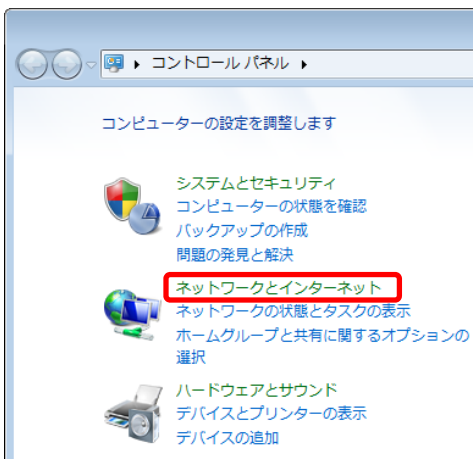 コントロール パネル
コンピューターの設定を調整します
システムとセキュリティ
コンピューターの状態を確認
バックアップの作成
問題の発見と解決
ネットワークとインターネット
ネットワークの状態とタスクの表示
ホームグループと共有に関するオプションの
選択
ハードウェアとサウンド
デバイスとプリンターの表示
デバイスの追加